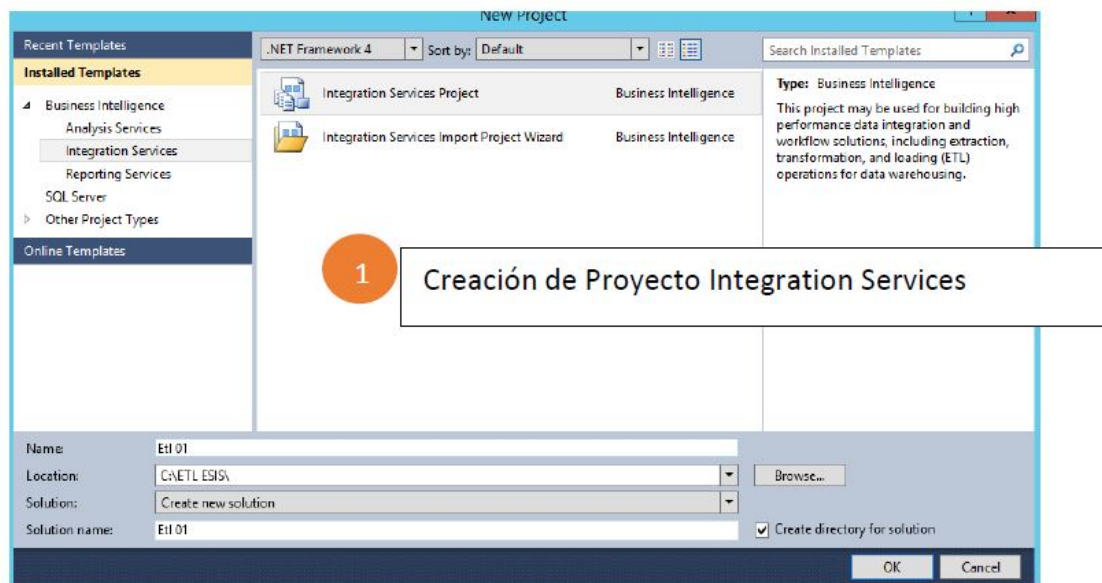 New Project
Recent Templates
.NET Framework 4
Sort by: Default
Search Installed Templates
Installed Templates
Business Intelligence
Analysis Services
Integration Services
Reporting Services
SQL Server
Other Project Types
Online Templates
Integration Services Project Business Intelligence
Integration Services Import Project Wizard Business Intelligence
Type: Business Intelligence
This project may be used for building high
performance data integration and
workflow solutions, including extraction,
transformation, and loading (ETL)
operations for data warehousing.
1
Creación de Proyecto Integration Services
Name: Etl 01
Location: C:\ETL ESIS\
Browse...
Solution: Create new solution
Solution name: Etl 01
Create directory for solution
OK
Cancel